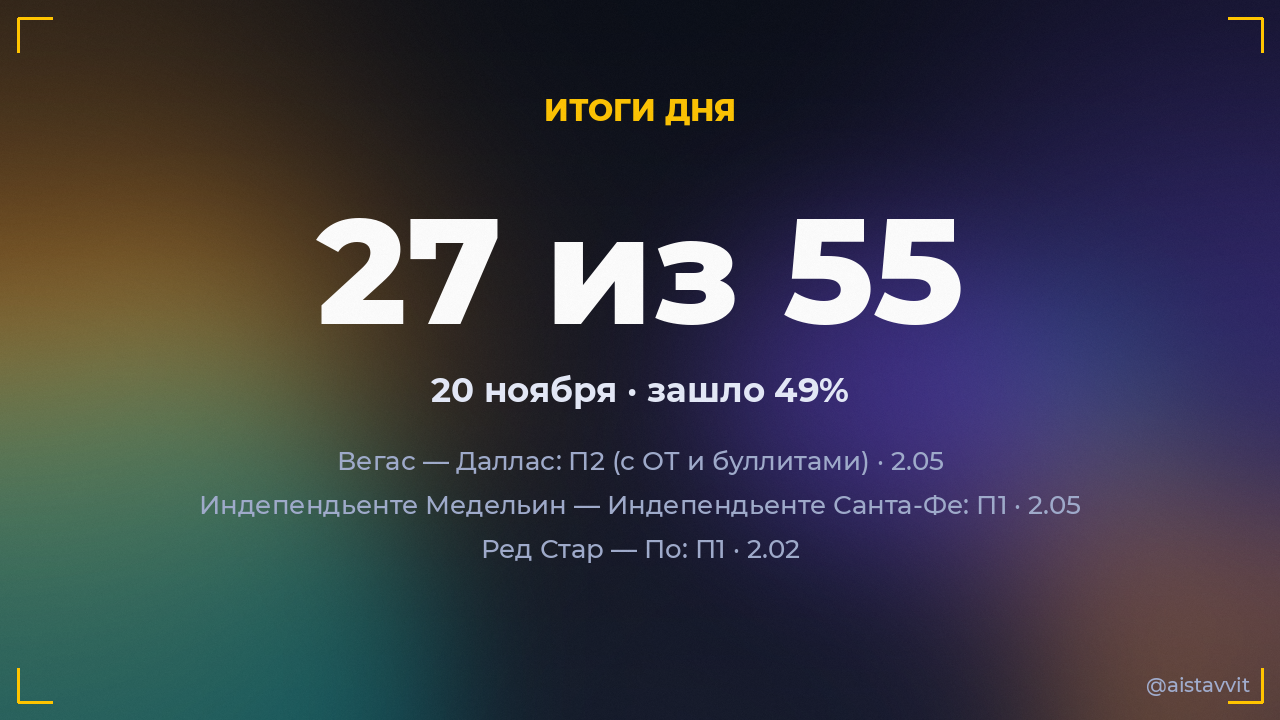 ИТОГИ ДНЯ
27 из 55
20 ноября · зашло 49%
Вегас — Даллас: П2 (с ОТ и буллитами) · 2.05
Индепендьенте Медельин — Индепендьенте Санта-Фе: П1 · 2.05
Ред Стар — По: П1 · 2.02
@aistavvit